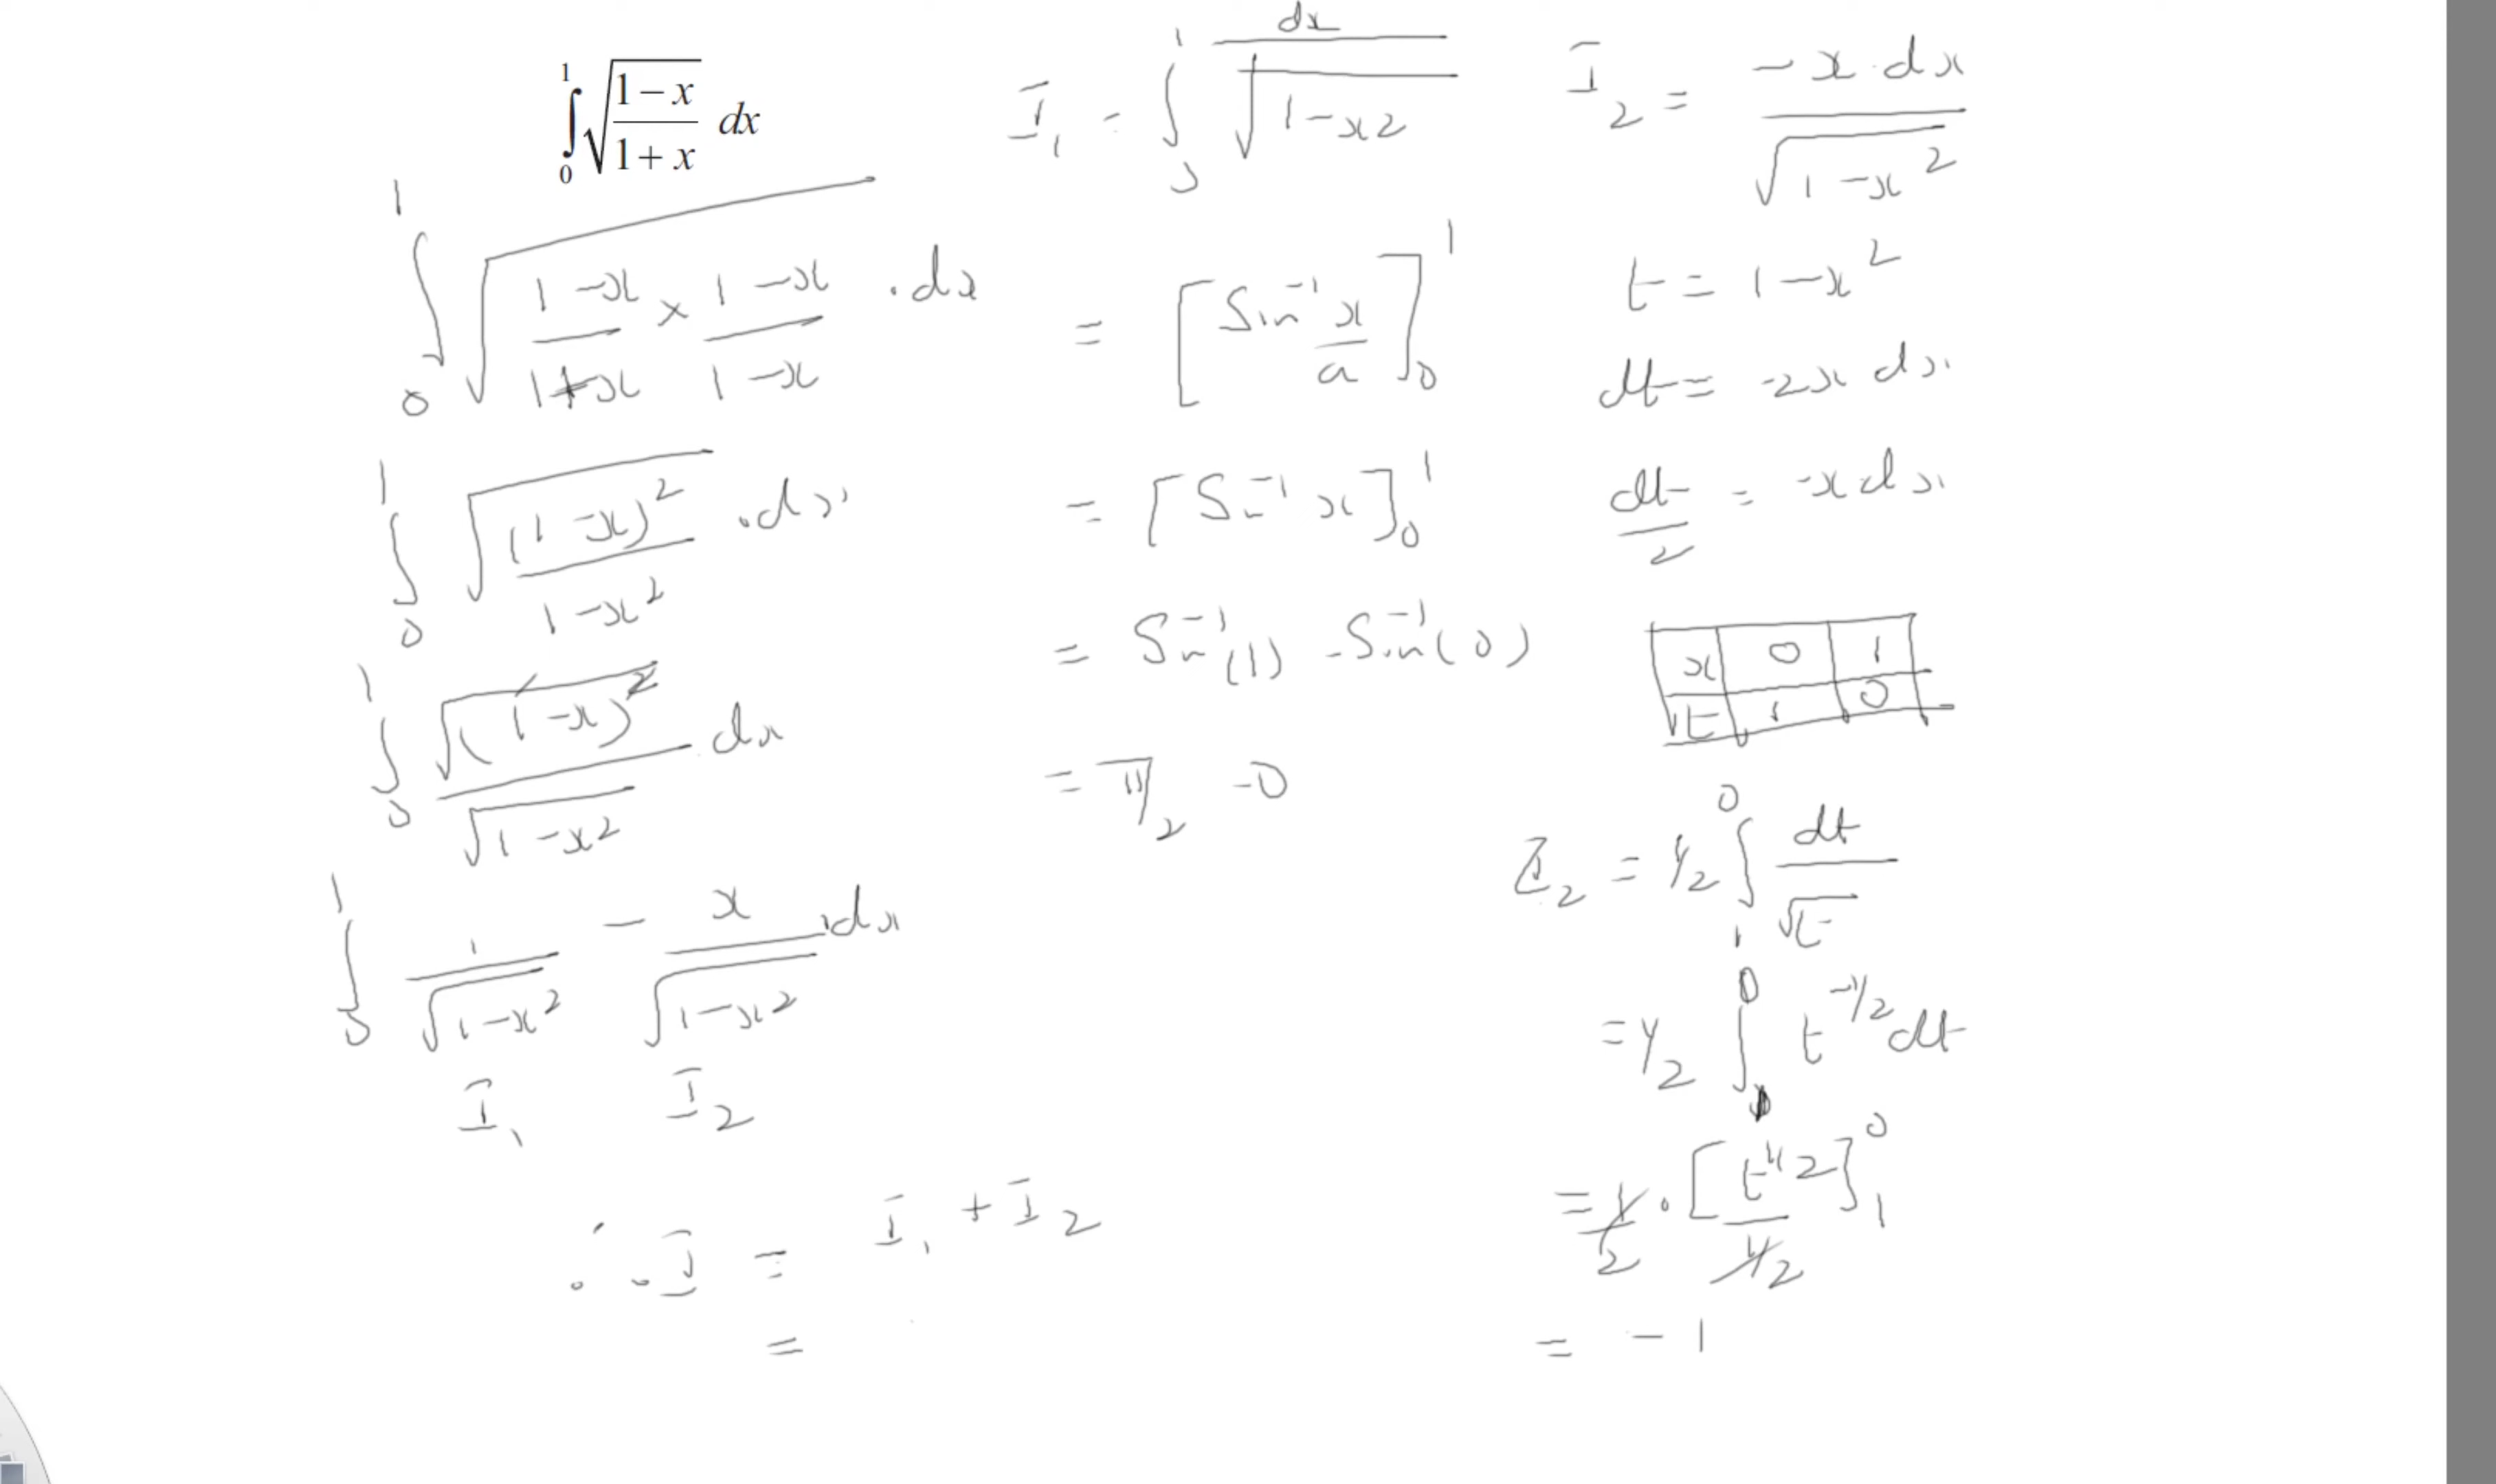 ∫₀¹ √((1 − x)/(1 + x)) dx
∫₀¹ √((1 − x)/(1 + x) × (1 − x)/(1 − x)) . dx
∫₀¹ √((1 − x)²/(1 − x²)) . dx
∫₀¹ √(1 − x)²/√(1 − x²) . dx
∫₀¹ 1/√(1 − x²) − x/√(1 − x²) . dx
I₁ I₂
∴ I = I₁ + I₂
=
I₁ = ∫₀¹ dx/√(1 − x2)
= [Sin⁻¹ x/a]₀¹
= [Sin⁻¹ x]₀¹
= Sin⁻¹(1) − Sin⁻¹(0)
= π/2 − 0
I₂ = − x . dx/√(1 − x²)
t = 1 − x²
dt = −2x dx
dt/2 = −x dx
x 0 1
t 1 0
I₂ = 1/2 ∫₁⁰ dt/√t
= 1/2 ∫₁⁰ t^(−1/2) dt
= 1/2 . [t^(1/2)/(1/2)]₁⁰
= − 1